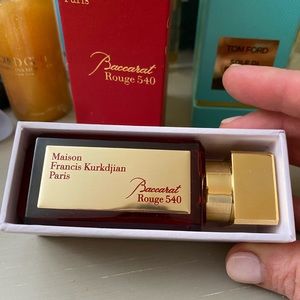 Paris
Baccarat
Rouge 540
TOM FORD
Maison
Francis Kurkdjian
Paris
Baccarat
Rouge 540